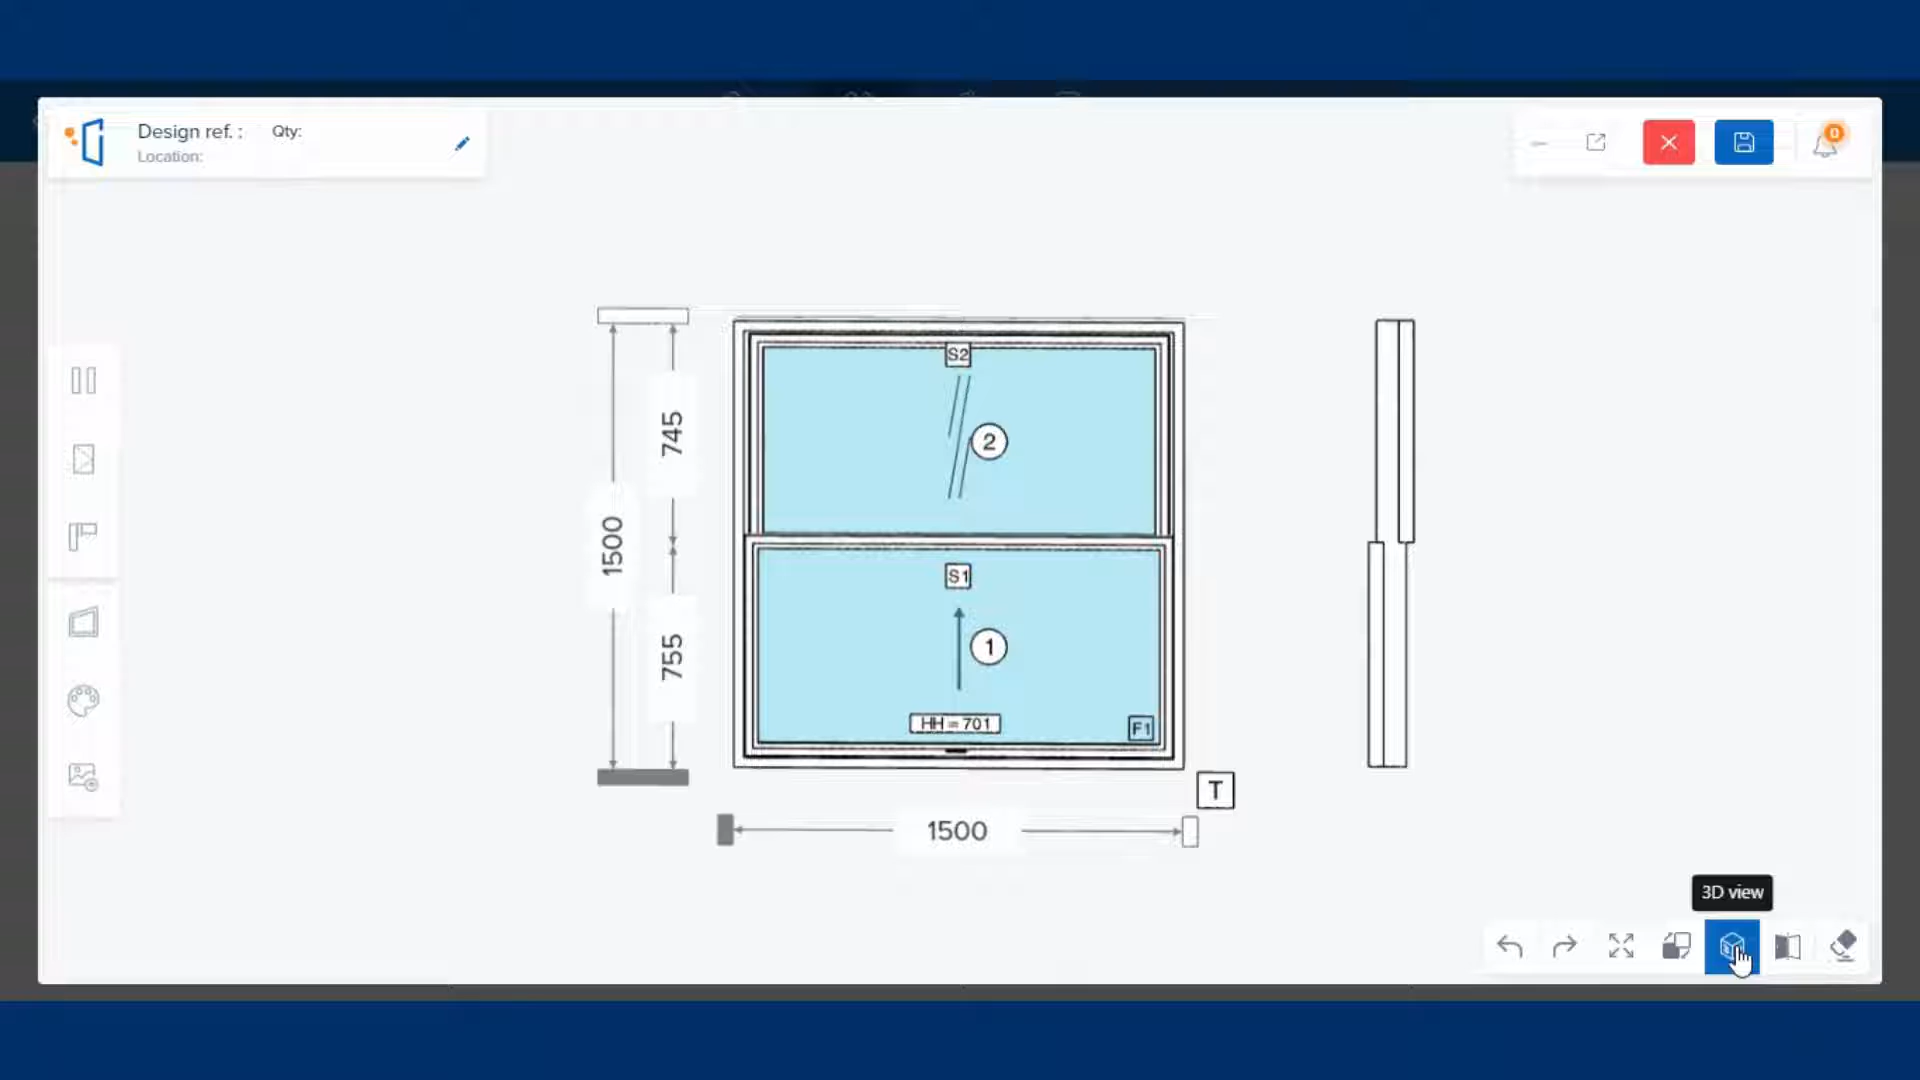 Design ref. :
Qty:
Location:
0
S2
2
745
1500
S1
1
755
HH = 701
F1
T
1500
3D view